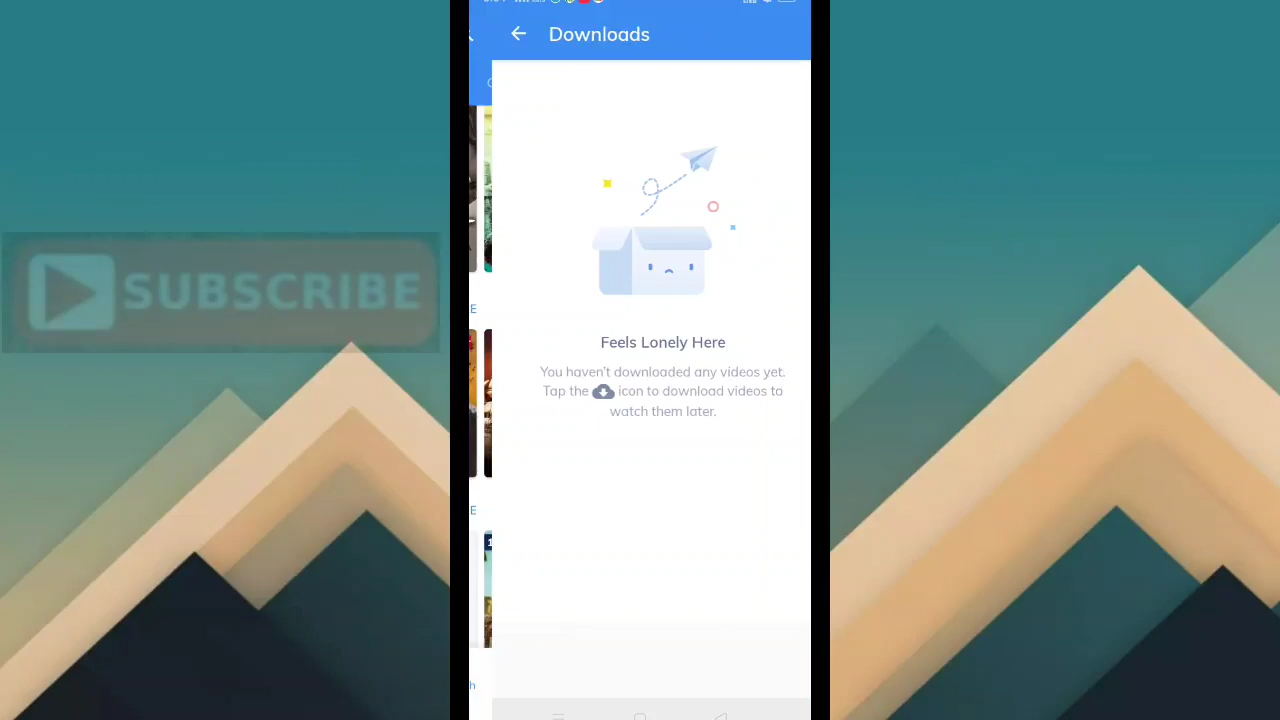 Downloads
SUBSCRIBE
E
Feels Lonely Here
You haven't downloaded any videos yet.
Tap the icon to download videos to
watch them later.
E
h